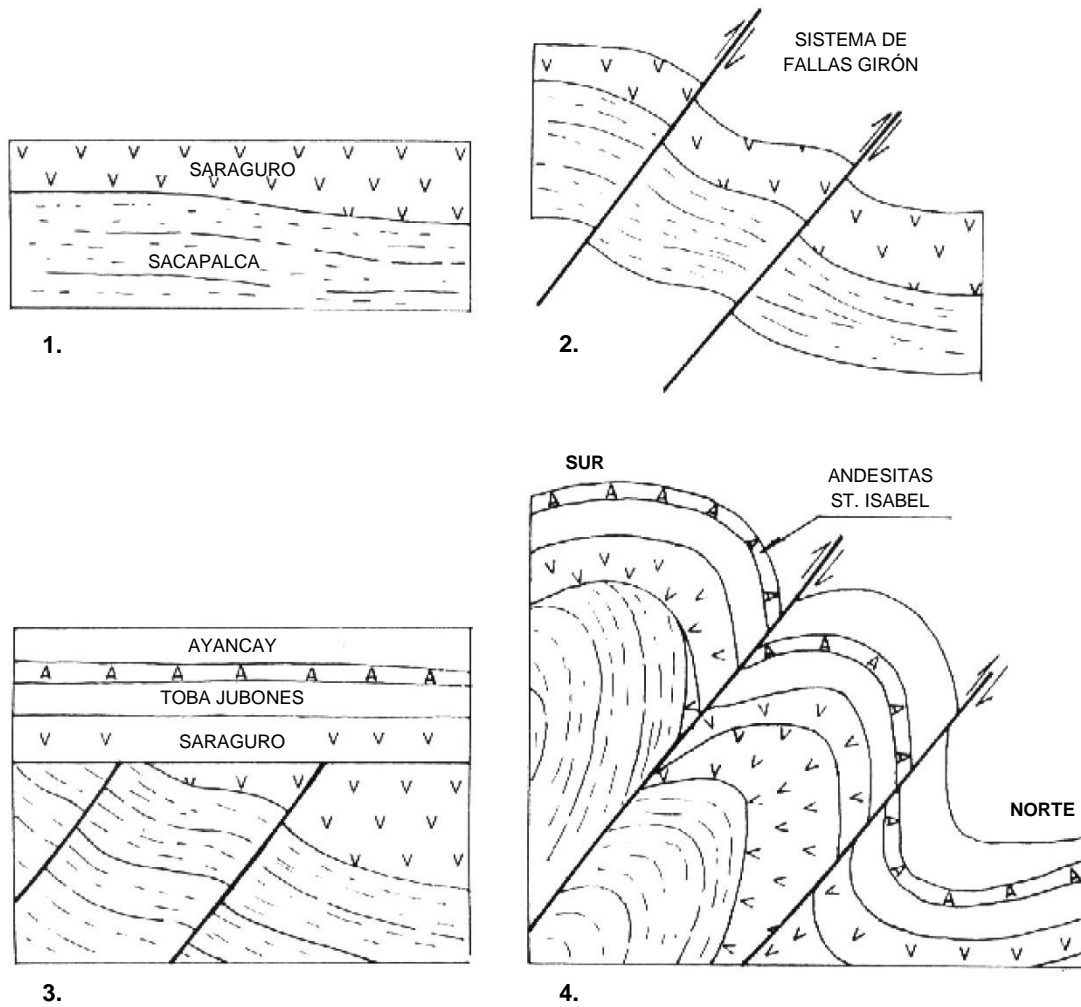 SARAGURO
SACAPALCA
1.
SISTEMA DE
FALLAS GIRÓN
2.
AYANCAY
TOBA JUBONES
SARAGURO
3.
SUR
ANDESITAS
ST. ISABEL
NORTE
4.